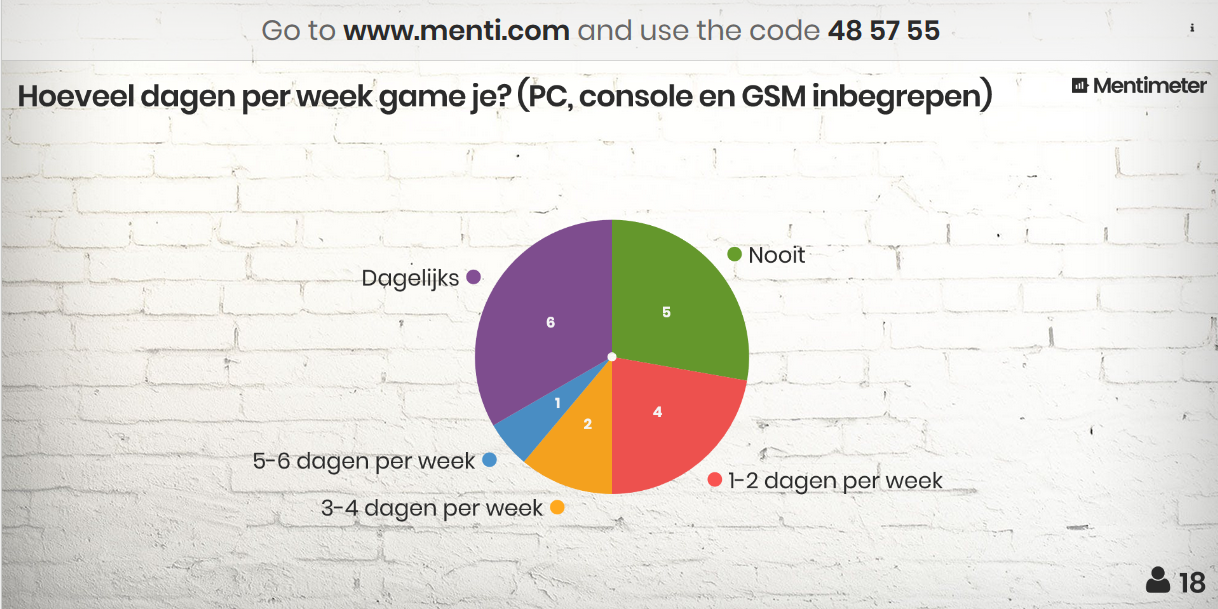 Go to www.menti.com and use the code 48 57 55
i
Hoeveel dagen per week game je? (PC, console en GSM inbegrepen)
Mentimeter
Nooit
Dagelijks
5
6
1
4
2
5-6 dagen per week
1-2 dagen per week
3-4 dagen per week
18